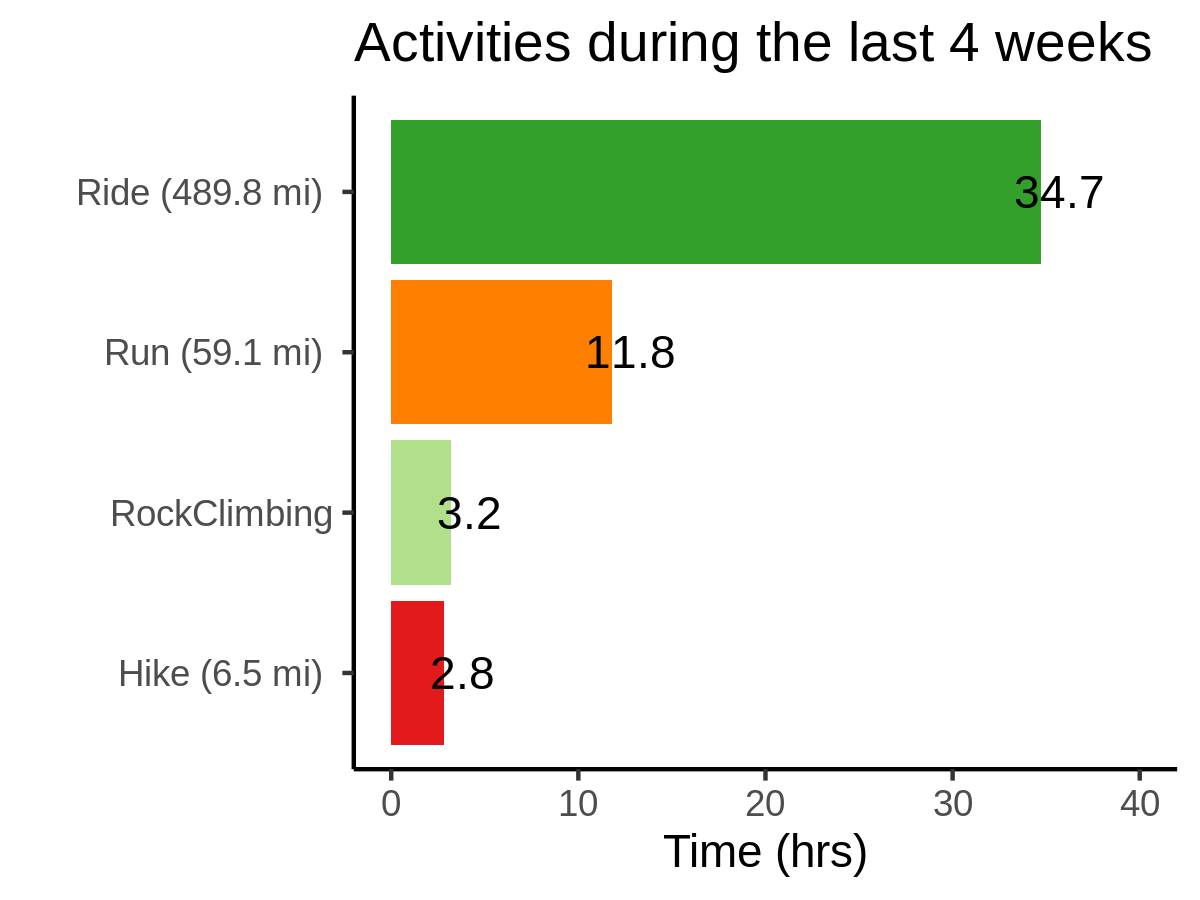 Activities during the last 4 weeks
Ride (489.8 mi)
34.7
Run (59.1 mi)
11.8
RockClimbing
3.2
Hike (6.5 mi)
2.8
0 10 20 30 40
Time (hrs)